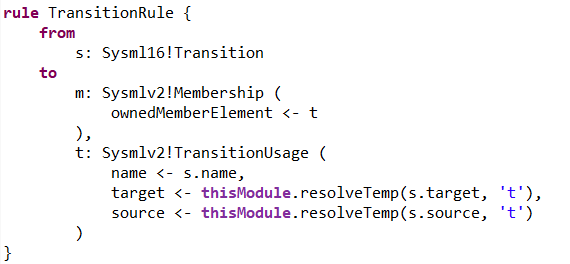 rule TransitionRule {
    from
        s: Sysml16!Transition
    to
        m: Sysmlv2!Membership (
            ownedMemberElement <- t
        ),
        t: Sysmlv2!TransitionUsage (
            name <- s.name,
            target <- thisModule.resolveTemp(s.target, 't'),
            source <- thisModule.resolveTemp(s.source, 't')
        )
}